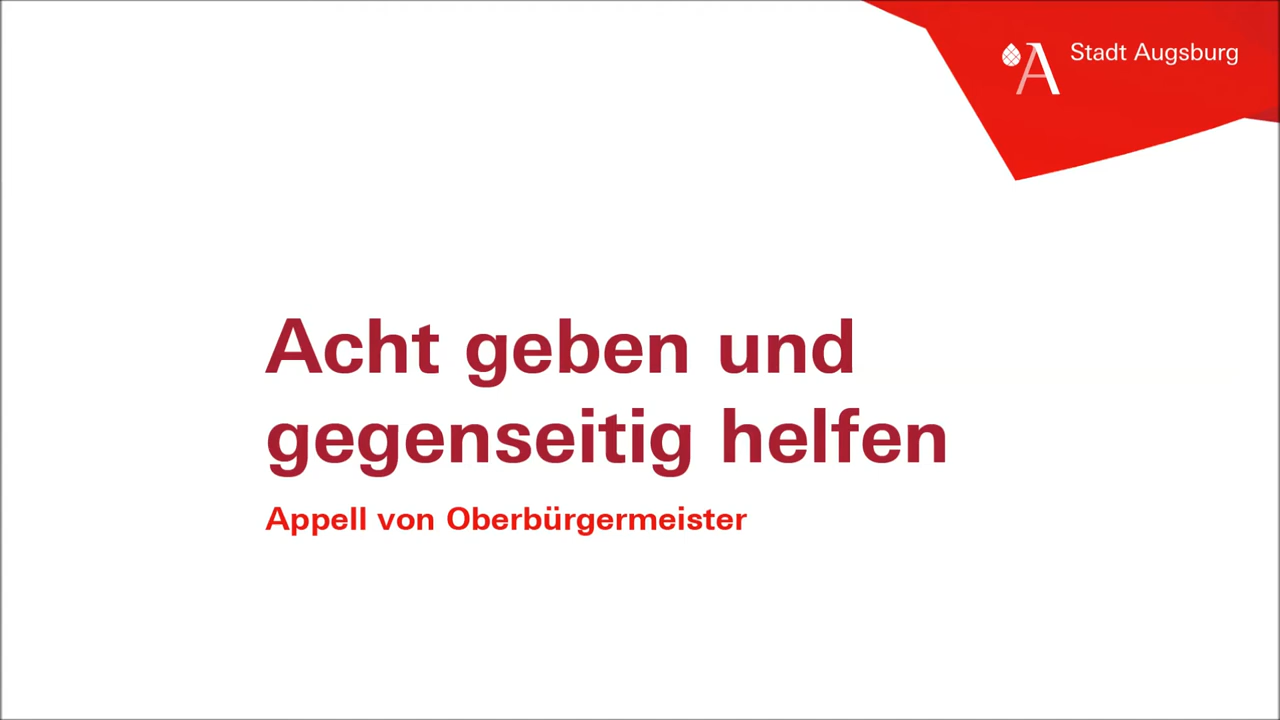 Stadt Augsburg
Acht geben und
gegenseitig helfen
Appell von Oberbürgermeister